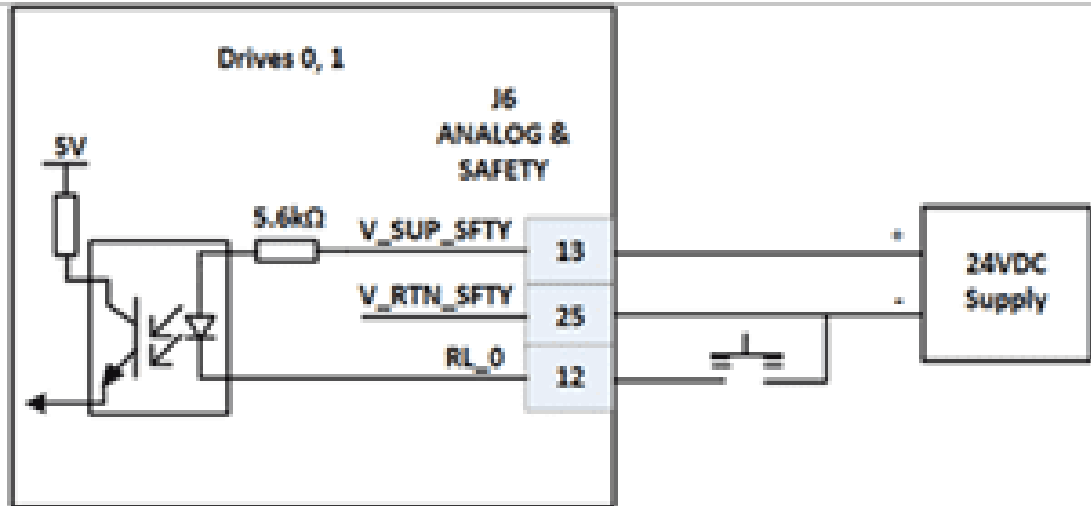 Drives 0, 1
J6
ANALOG &
SAFETY
5V
5.6kΩ
V_SUP_SFTY
13
+
24VDC
Supply
V_RTN_SFTY
25
-
RL_0
12